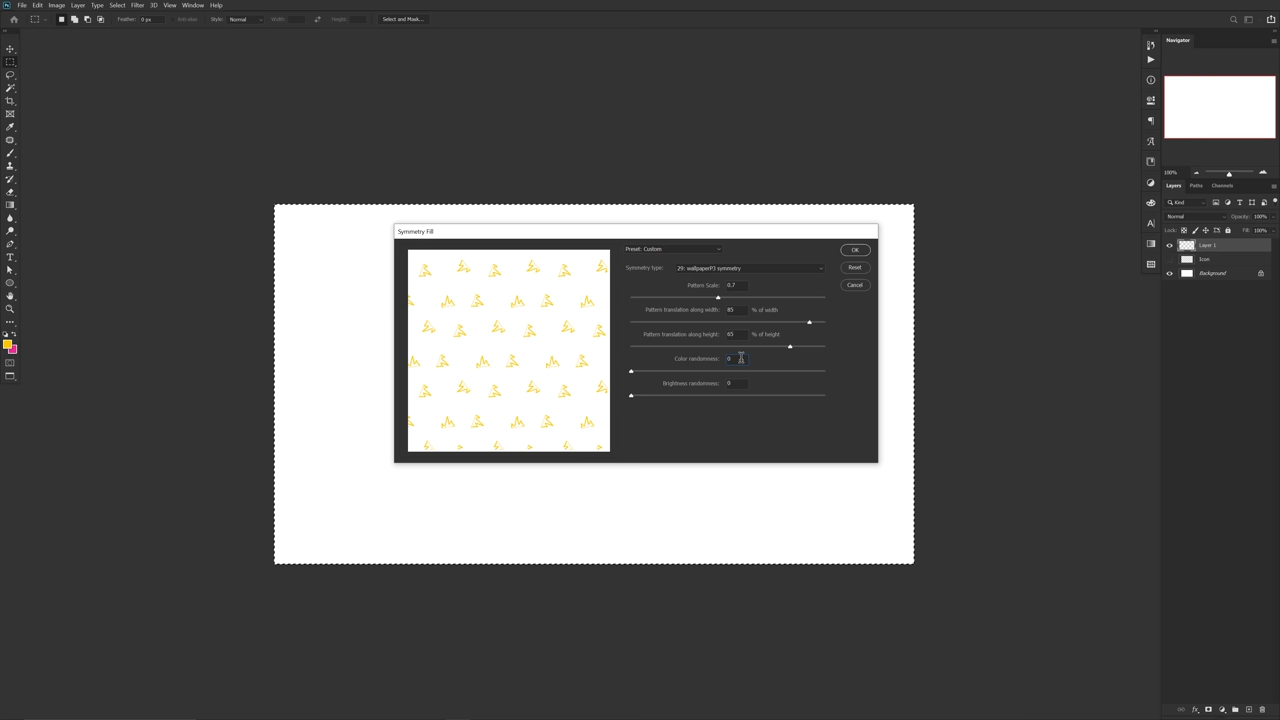 File Edit Image Layer Type Select Filter 3D View Window Help
Feather: 0 px Anti-alias Style: Normal Width: Height: Select and Mask...
Navigator
100%
Layers Paths Channels
Kind
Normal Opacity: 100%
Lock: Fill: 100%
Layer 1
Icon
Background
Symmetry Fill
Preset: Custom
OK
Symmetry type: 29: wallpaperP3 symmetry
Reset
Pattern Scale: 0.7
Cancel
Pattern translation along width: 85 % of width
Pattern translation along height: 65 % of height
Color randomness: 0
Brightness randomness: 0